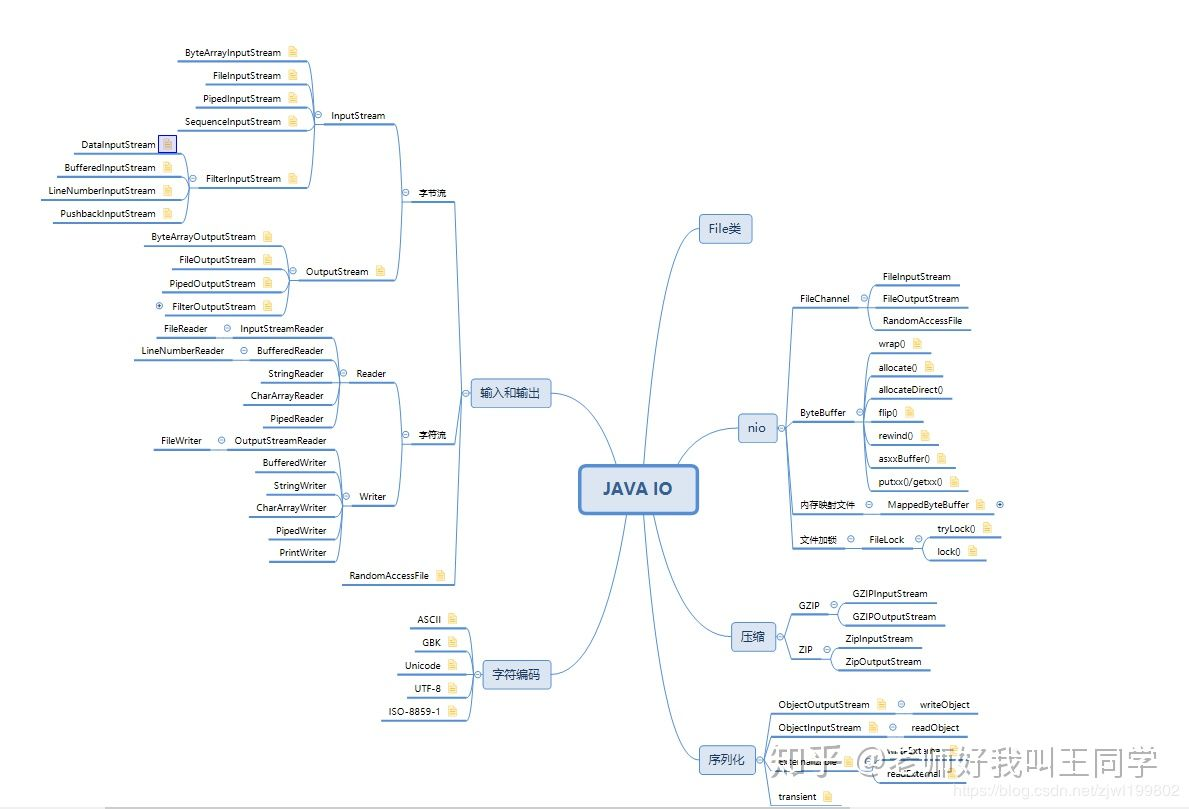 JAVA IO
输入和输出
字节流
InputStream
ByteArrayInputStream
FileInputStream
PipedInputStream
SequenceInputStream
FilterInputStream
DataInputStream
BufferedInputStream
LineNumberInputStream
PushbackInputStream
OutputStream
ByteArrayOutputStream
FileOutputStream
PipedOutputStream
FilterOutputStream
字符流
Reader
InputStreamReader
FileReader
BufferedReader
LineNumberReader
StringReader
CharArrayReader
PipedReader
Writer
OutputStreamReader
FileWriter
BufferedWriter
StringWriter
CharArrayWriter
PipedWriter
PrintWriter
RandomAccessFile
字符编码
ASCII
GBK
Unicode
UTF-8
ISO-8859-1
File类
nio
FileChannel
FileInputStream
FileOutputStream
RandomAccessFile
ByteBuffer
wrap()
allocate()
allocateDirect()
flip()
rewind()
asxxBuffer()
putxx()/getxx()
内存映射文件
MappedByteBuffer
文件加锁
FileLock
tryLock()
lock()
压缩
GZIP
GZIPInputStream
GZIPOutputStream
ZIP
ZipInputStream
ZipOutputStream
序列化
ObjectOutputStream
writeObject
ObjectInputStream
readObject
transient
知乎 @老师好我叫王同学
https://blog.csdn.net/zjwl199802